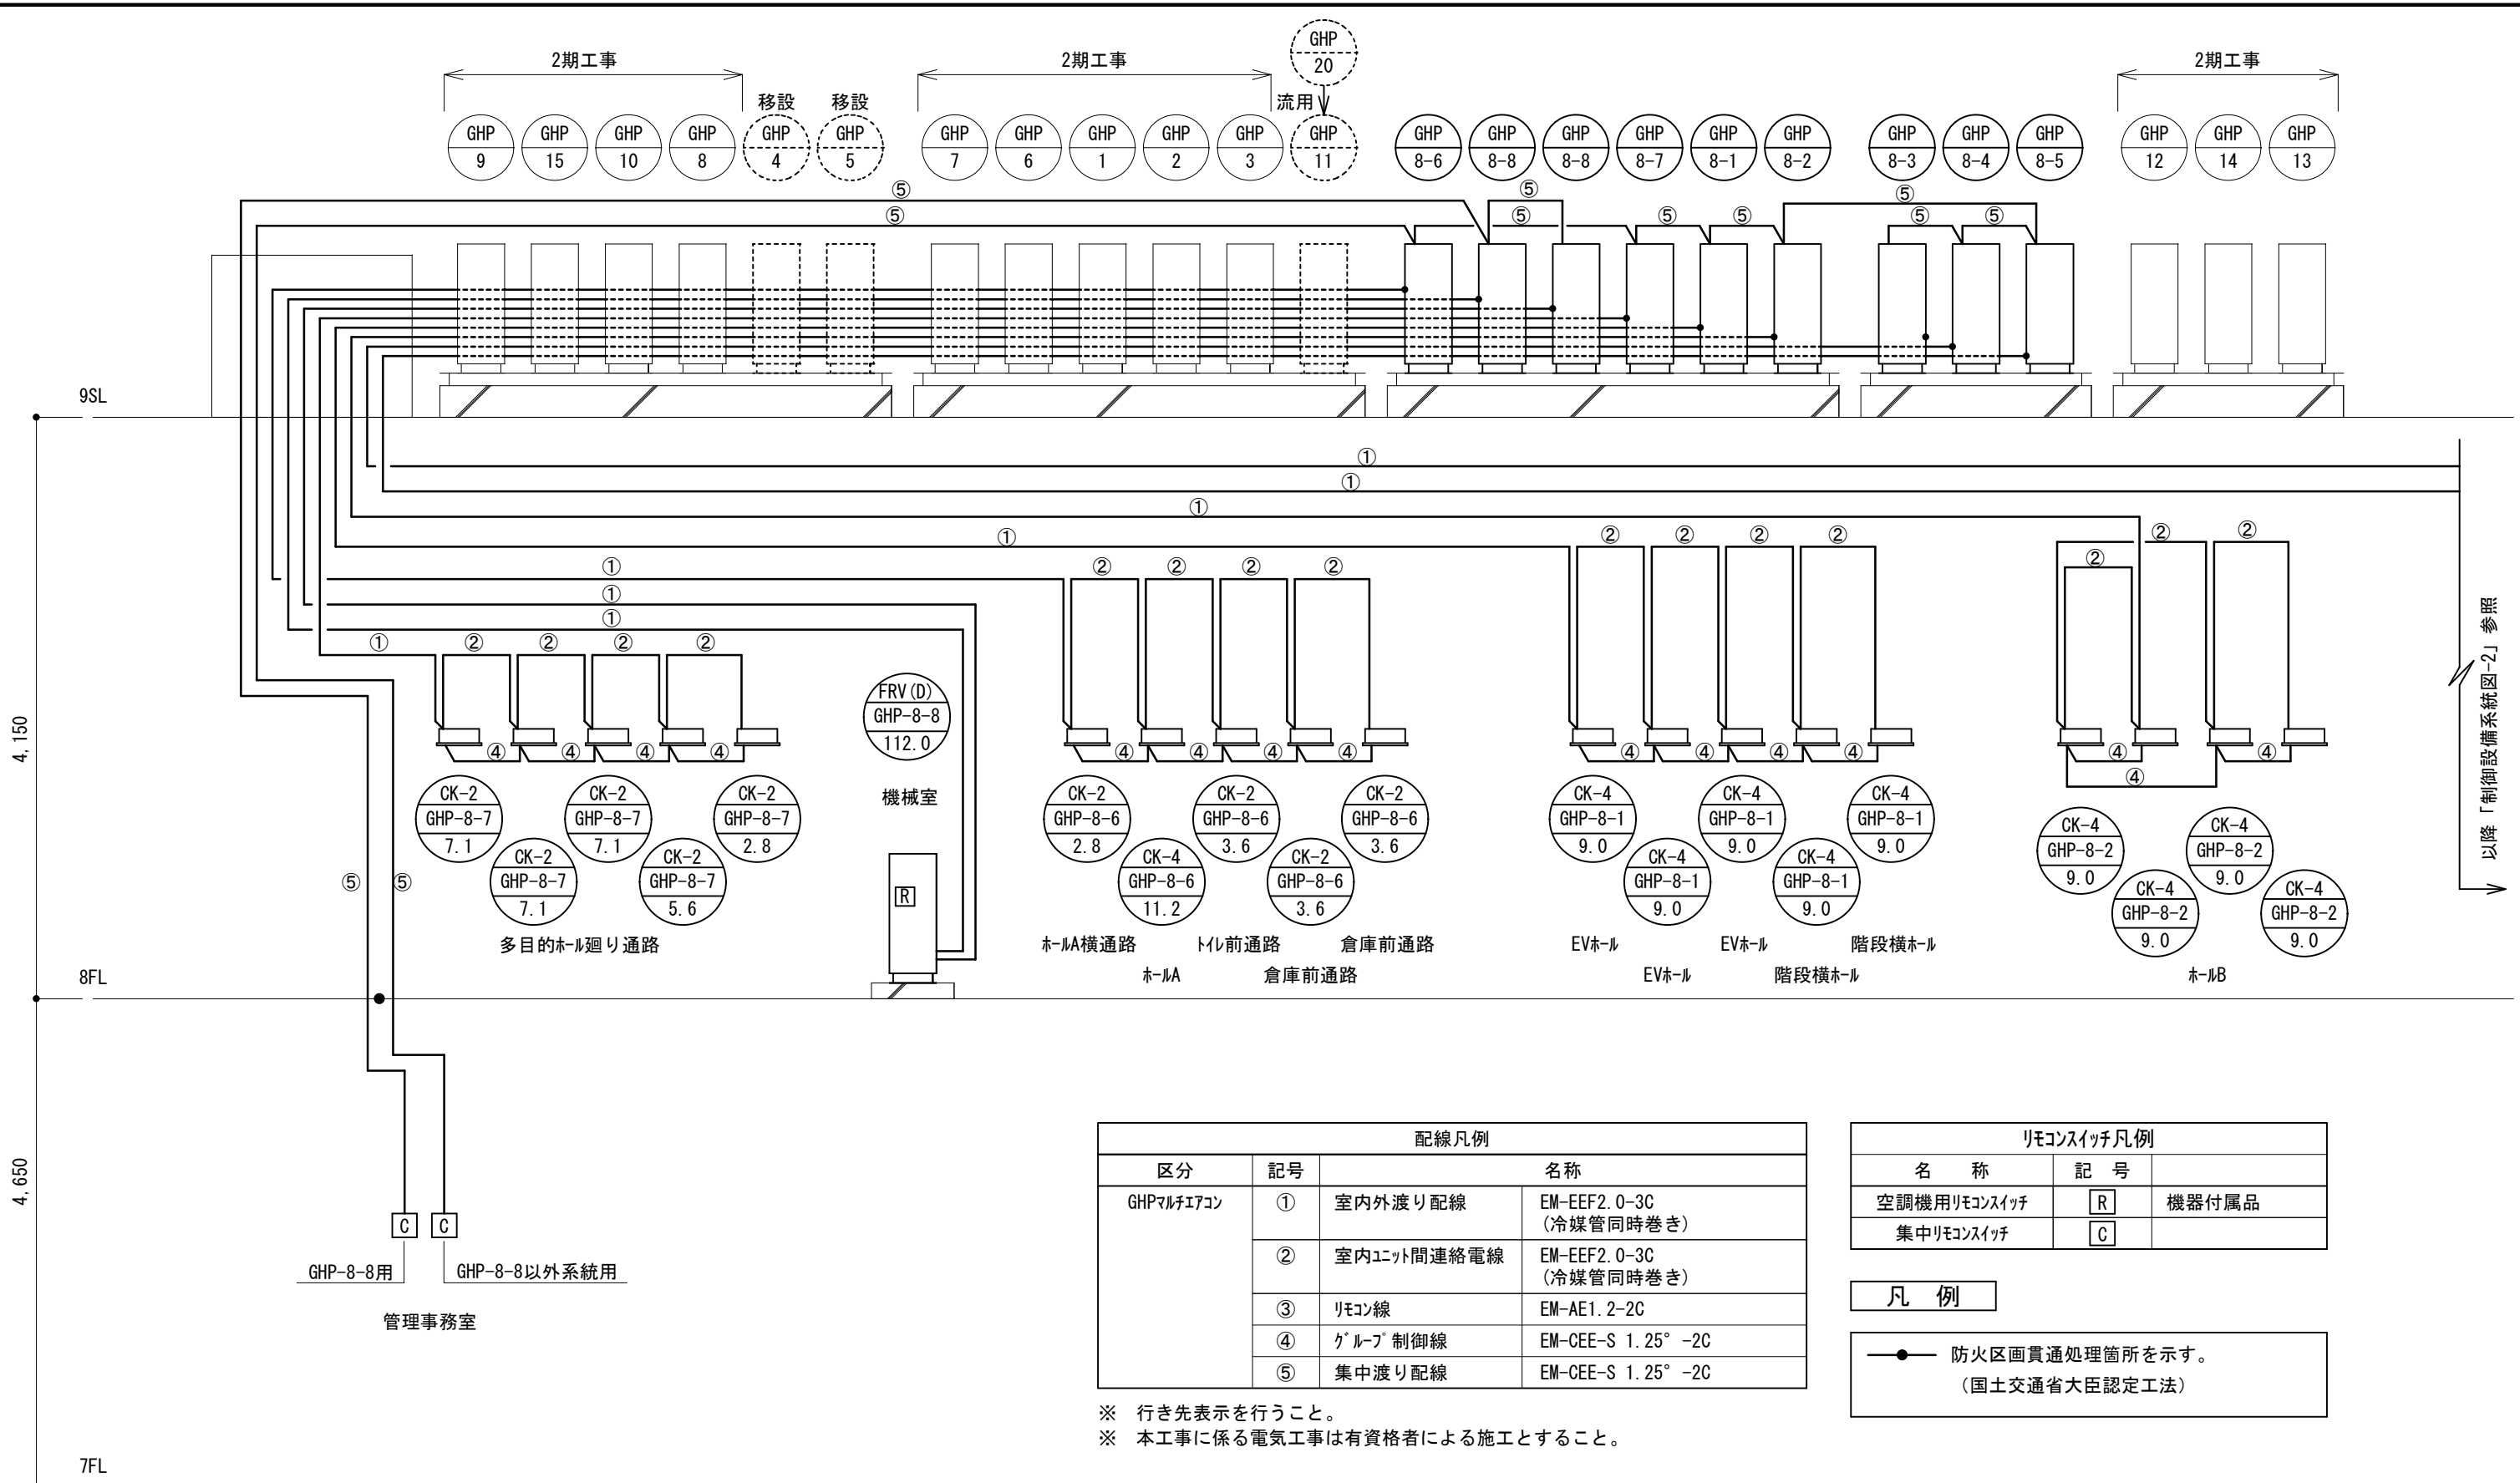 GHP
20
2期工事
2期工事
2期工事
移設
移設
流用
GHP
9
GHP
15
GHP
10
GHP
8
GHP
4
GHP
5
GHP
7
GHP
6
GHP
1
GHP
2
GHP
3
GHP
11
GHP
8-6
GHP
8-8
GHP
8-8
GHP
8-7
GHP
8-1
GHP
8-2
GHP
8-3
GHP
8-4
GHP
8-5
GHP
12
GHP
14
GHP
13
⑤ ⑤ ⑤
⑤ ⑤ ⑤ ⑤ ⑤ ⑤
9SL
①
①
①
① ② ② ② ② ② ②
②
① ② ② ② ②
①
①
① ② ② ② ②
4,150
以降「制御設備系統図-2」参照
FRV(D)
GHP-8-8
112.0
機械室
R
④ ④ ④ ④ ④ ④ ④ ④ ④ ④ ④ ④ ④ ④
④
CK-2
GHP-8-7
7.1
CK-2
GHP-8-7
7.1
CK-2
GHP-8-7
7.1
CK-2
GHP-8-7
5.6
CK-2
GHP-8-7
2.8
多目的ﾎｰﾙ廻り通路
CK-2
GHP-8-6
2.8
CK-4
GHP-8-6
11.2
CK-2
GHP-8-6
3.6
CK-2
GHP-8-6
3.6
CK-2
GHP-8-6
3.6
ﾎｰﾙA横通路
ﾎｰﾙA
ﾄｲﾚ前通路
倉庫前通路
倉庫前通路
CK-4
GHP-8-1
9.0
CK-4
GHP-8-1
9.0
CK-4
GHP-8-1
9.0
CK-4
GHP-8-1
9.0
CK-4
GHP-8-1
9.0
EVﾎｰﾙ
EVﾎｰﾙ
EVﾎｰﾙ
階段横ﾎｰﾙ
階段横ﾎｰﾙ
CK-4
GHP-8-2
9.0
CK-4
GHP-8-2
9.0
CK-4
GHP-8-2
9.0
CK-4
GHP-8-2
9.0
ﾎｰﾙB
⑤ ⑤
8FL
4,650
C C
GHP-8-8用
GHP-8-8以外系統用
管理事務室
7FL
配線凡例
区分 記号 名称
GHPﾏﾙﾁｴｱｺﾝ ① 室内外渡り配線 EM-EEF2.0-3C
(冷媒管同時巻き)
② 室内ﾕﾆｯﾄ間連絡電線 EM-EEF2.0-3C
(冷媒管同時巻き)
③ ﾘﾓｺﾝ線 EM-AE1.2-2C
④ ｸﾞﾙｰﾌﾟ制御線 EM-CEE-S 1.25°-2C
⑤ 集中渡り配線 EM-CEE-S 1.25°-2C
※ 行き先表示を行うこと。
※ 本工事に係る電気工事は有資格者による施工とすること。
ﾘﾓｺﾝｽｲｯﾁ凡例
名 称 記 号
空調機用ﾘﾓｺﾝｽｲｯﾁ R 機器付属品
集中ﾘﾓｺﾝｽｲｯﾁ C
凡 例
防火区画貫通処理箇所を示す。
(国土交通省大臣認定工法)